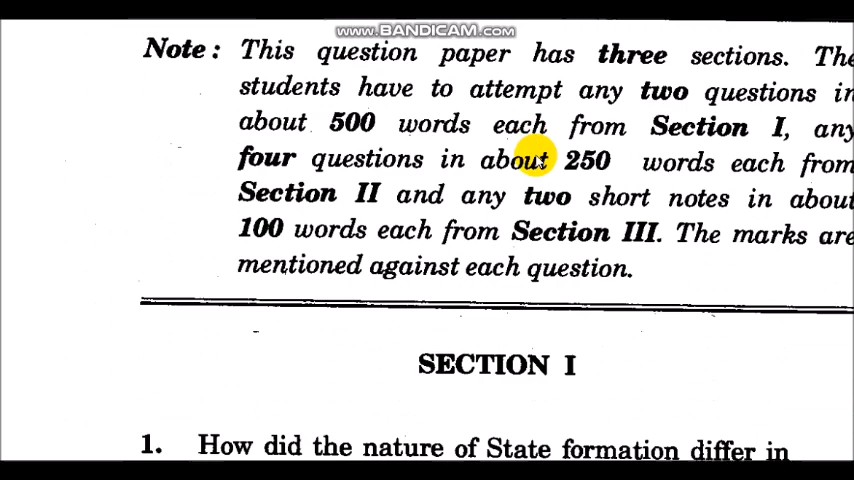 www.BANDICAM.com
Note : This question paper has three sections. The
students have to attempt any two questions in
about 500 words each from Section I, any
four questions in about 250 words each from
Section II and any two short notes in about
100 words each from Section III. The marks are
mentioned against each question.
SECTION I
1. How did the nature of State formation differ in